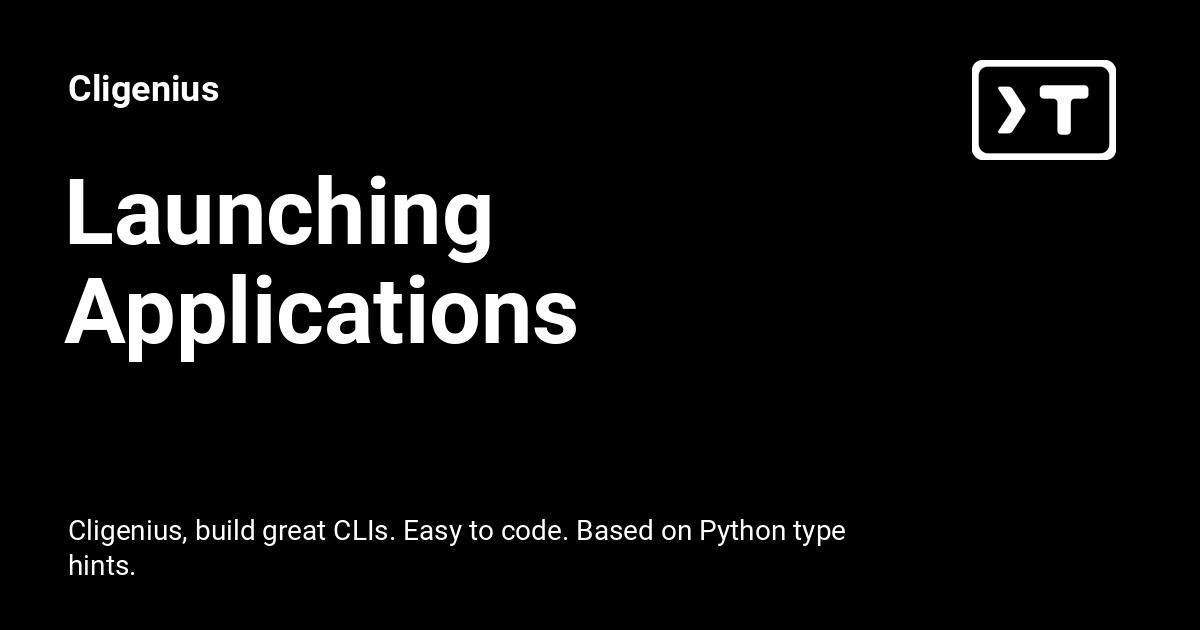 Cligenius
T
Launching
Applications
Cligenius, build great CLIs. Easy to code. Based on Python type
hints.